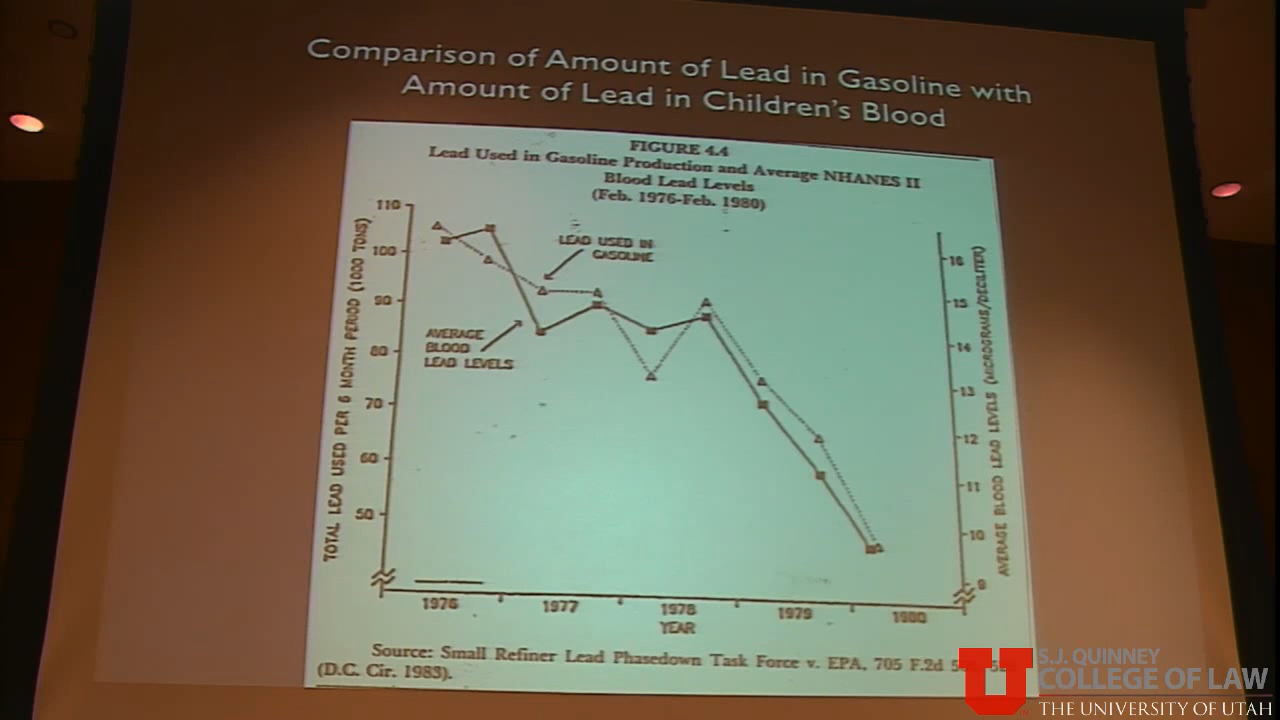 Comparison of Amount of Lead in Gasoline with
Amount of Lead in Children's Blood
FIGURE 4.4
Lead Used in Gasoline Production and Average NHANES II
Blood Lead Levels
(Feb. 1976-Feb. 1980)
TOTAL LEAD USED PER 6 MONTH PERIOD (1000 TONS)
110
100
90
80
70
60
50
LEAD USED IN
GASOLINE
AVERAGE
BLOOD
LEAD LEVELS
16
15
14
13
12
11
10
9
AVERAGE BLOOD LEAD LEVELS (MICROGRAMS/DECILITER)
1976
1977
1978
1979
1980
YEAR
Source: Small Refiner Lead Phasedown Task Force v. EPA, 705 F.2d
(D.C. Cir. 1983).
U
S.J. QUINNEY
COLLEGE OF LAW
THE UNIVERSITY OF UTAH